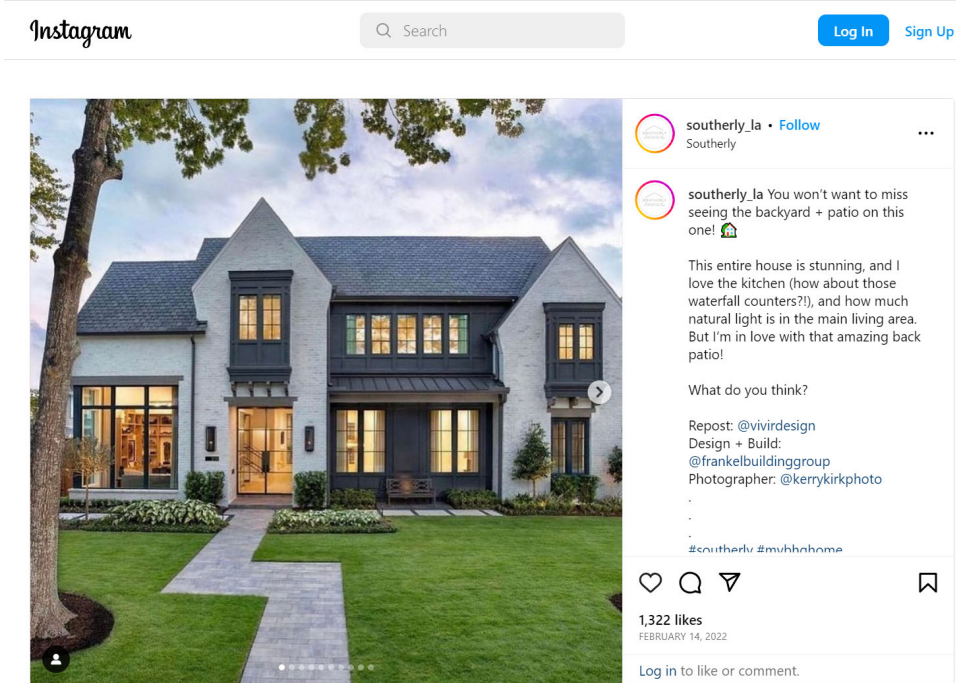 Instagram
Search
Log In
Sign Up
southerly_la • Follow
Southerly
southerly_la You won't want to miss
seeing the backyard + patio on this
one! 🏡
This entire house is stunning, and I
love the kitchen (how about those
waterfall counters?!), and how much
natural light is in the main living area.
But I'm in love with that amazing back
patio!
What do you think?
Repost: @vivirdesign
Design + Build:
@frankelbuildinggroup
Photographer: @kerrykirkphoto
.
.
.
#southerly #mybhghome
1,322 likes
FEBRUARY 14, 2022
Log in to like or comment.